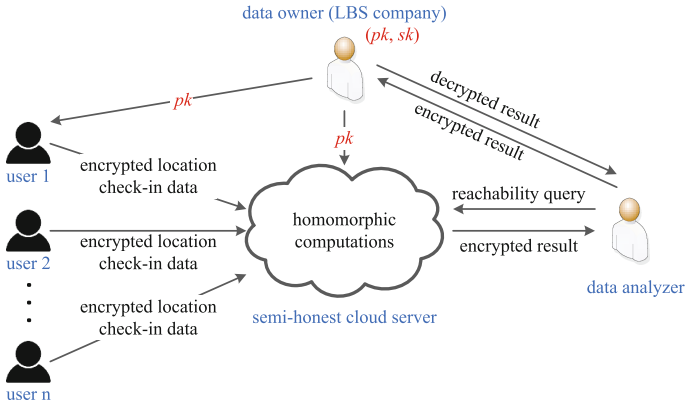 data owner (LBS company)
(pk, sk)
pk
pk
decrypted result
encrypted result
user 1
encrypted location
check-in data
user 2
encrypted location
check-in data
encrypted location
check-in data
user n
homomorphic
computations
semi-honest cloud server
reachability query
encrypted result
data analyzer